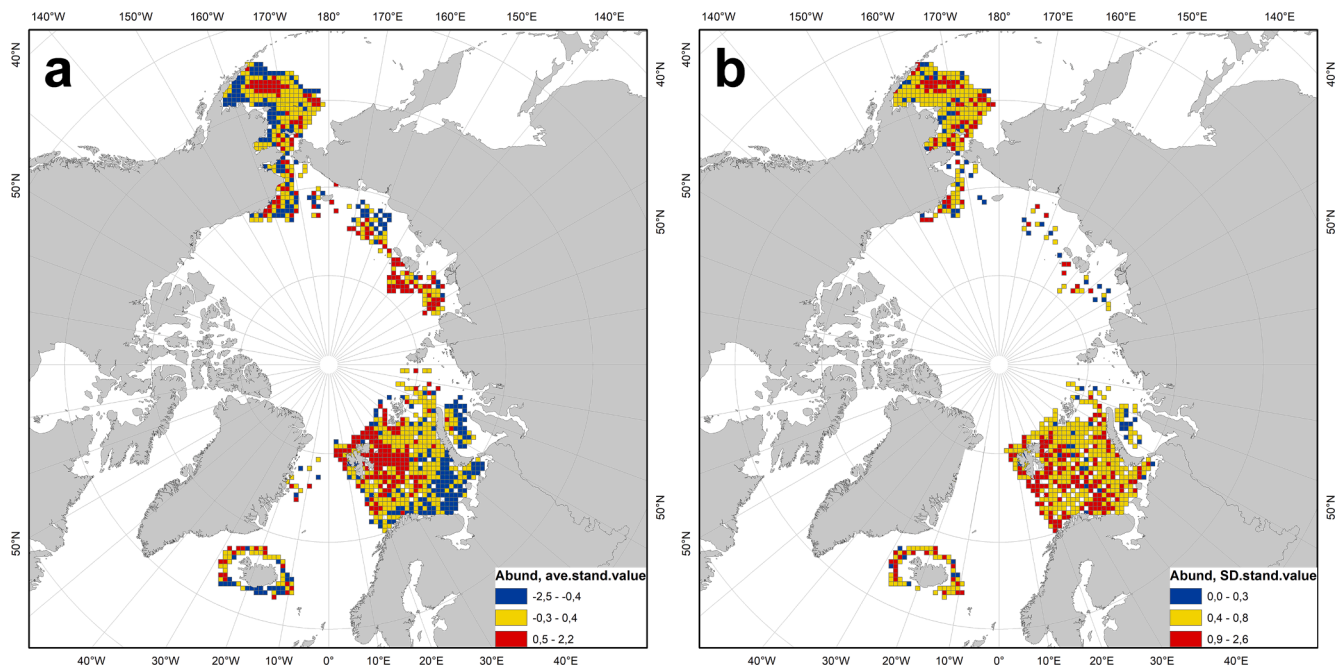 140°W 160°W 170°W 180° 170°E 160°E 140°E 140°W 160°W 170°W 180° 170°E 160°E 140°E
a b
40°N 40°N 40°N 40°N
50°N 50°N 50°N 50°N
50°N 50°N 50°N 50°N
Abund, ave.stand.value Abund, SD.stand.value
-2,5 - -0,4 0,0 - 0,3
-0,3 - 0,4 0,4 - 0,8
0,5 - 2,2 0,9 - 2,6
40°W 30°W 20°W 10°W 0° 10°E 20°E 30°E 40°E 40°W 30°W 20°W 10°W 0° 10°E 20°E 30°E 40°E